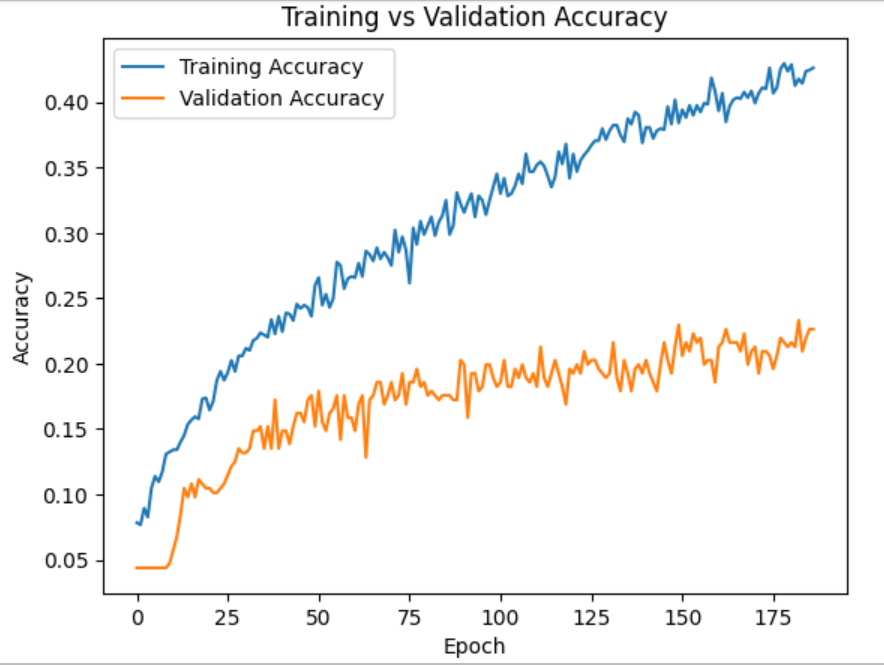 Training vs Validation Accuracy
Training Accuracy
Validation Accuracy
Accuracy
0.40
0.35
0.30
0.25
0.20
0.15
0.10
0.05
0 25 50 75 100 125 150 175
Epoch